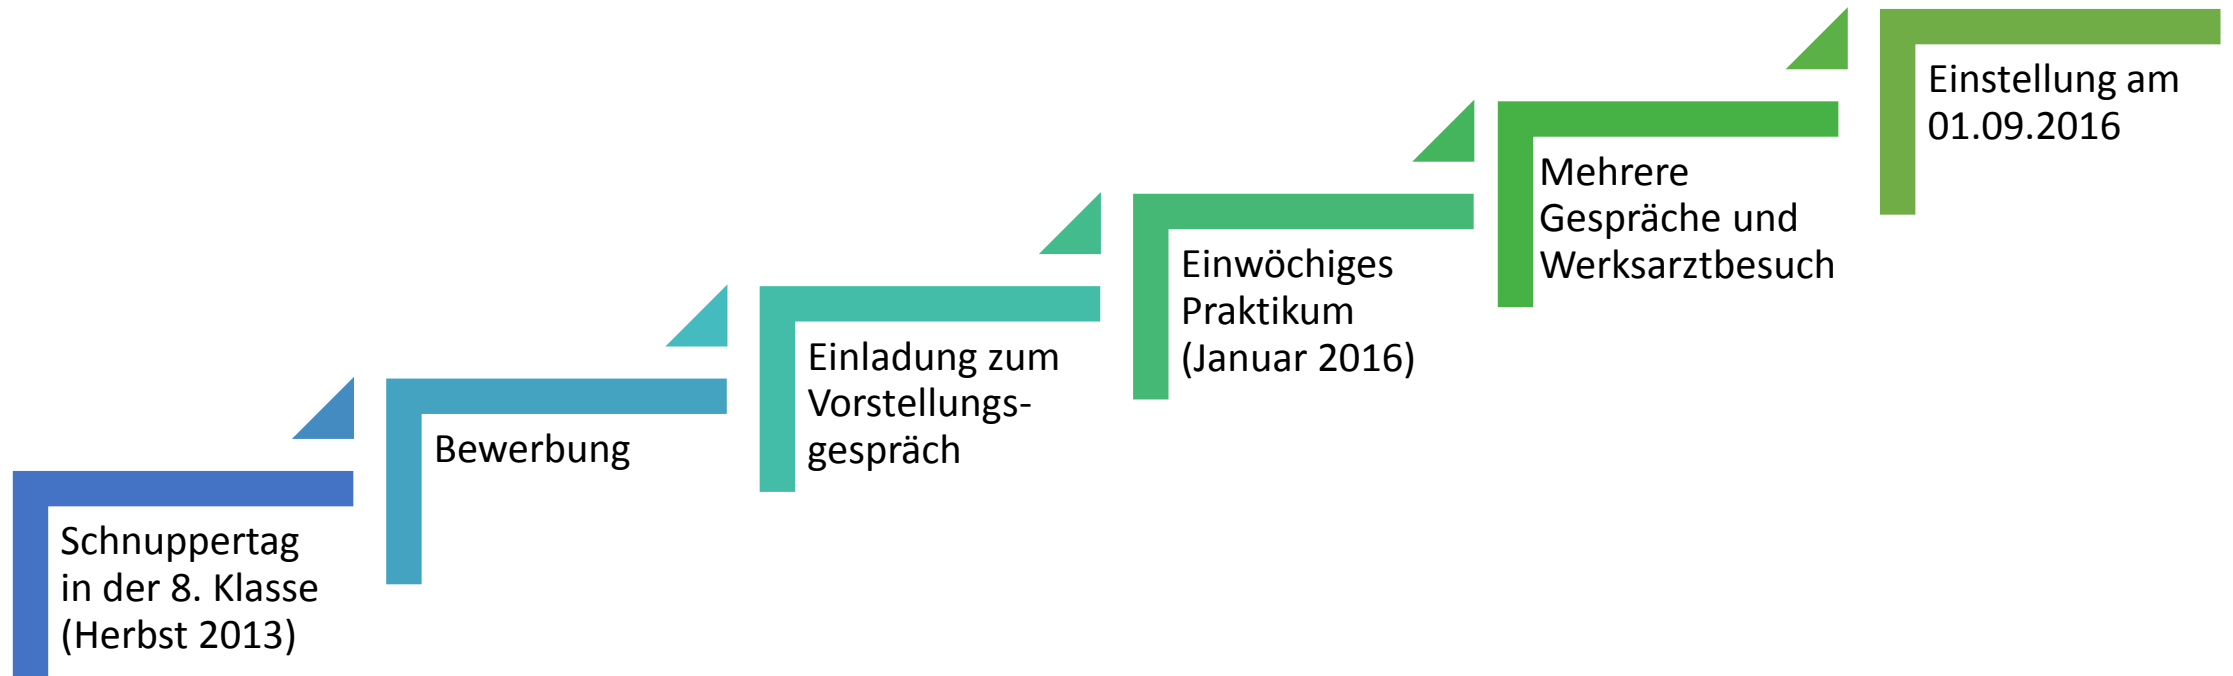 Schnuppertag
in der 8. Klasse
(Herbst 2013)
Bewerbung
Einladung zum
Vorstellungs-
gespräch
Einwöchiges
Praktikum
(Januar 2016)
Mehrere
Gespräche und
Werksarztbesuch
Einstellung am
01.09.2016